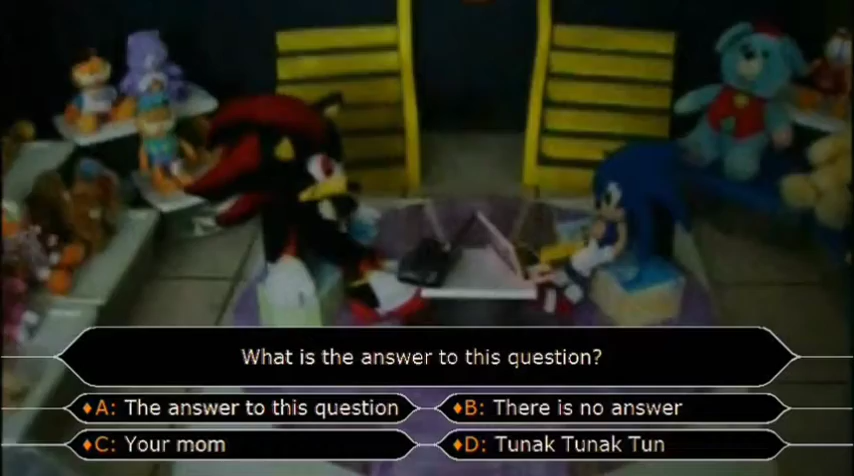 What is the answer to this question?
♦A: The answer to this question
♦B: There is no answer
♦C: Your mom
♦D: Tunak Tunak Tun